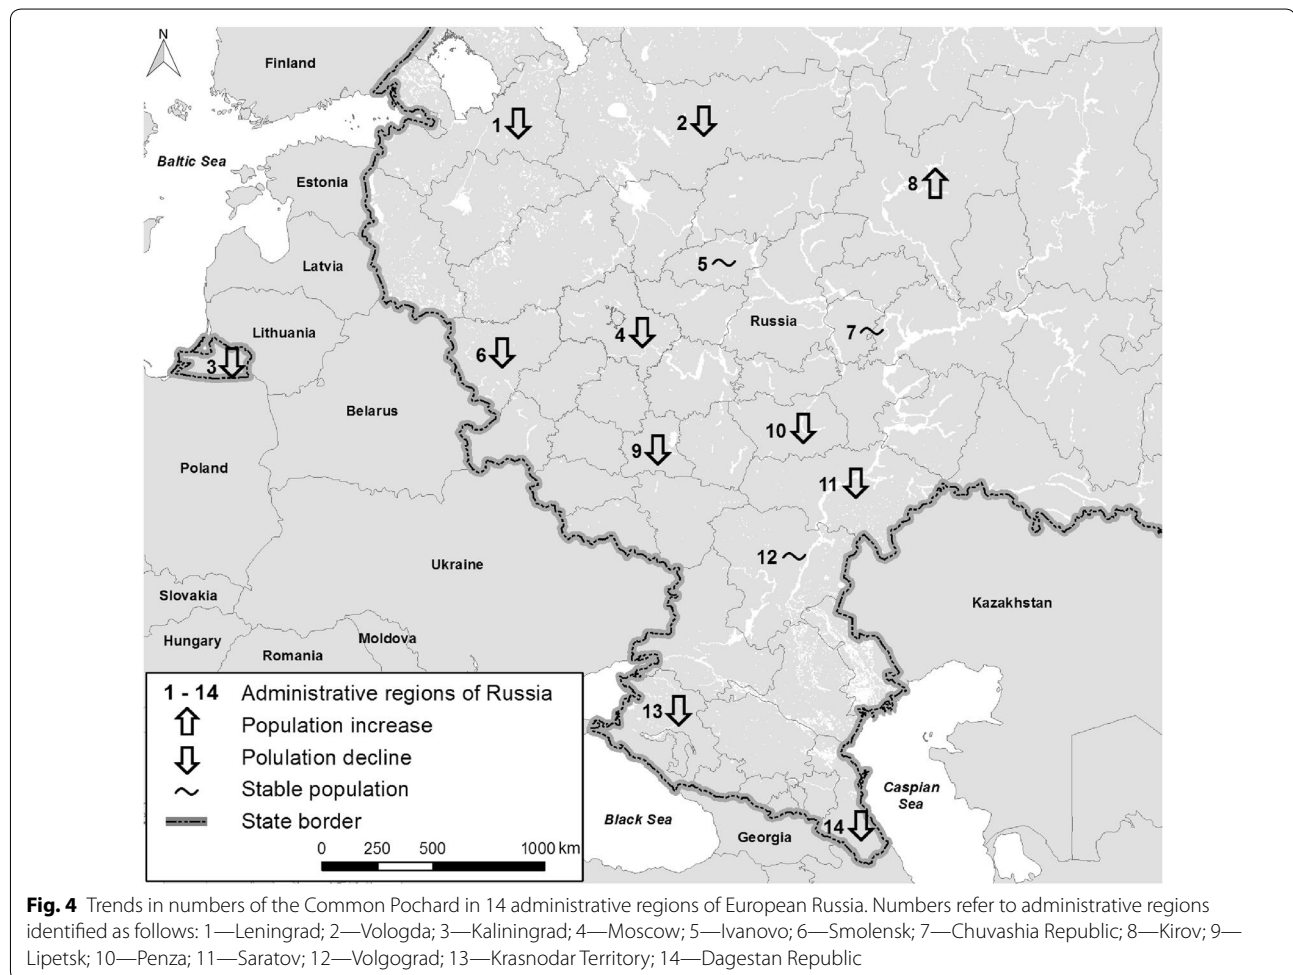 N
Finland
1
2
Baltic Sea
Estonia
8
Latvia
5
Lithuania
Russia
4
7
3
6
Belarus
10
9
Poland
11
12
Ukraine
Slovakia
Kazakhstan
Hungary
Moldova
Romania
13
1 - 14 Administrative regions of Russia
Population increase
Polulation decline
Stable population
State border
0 250 500 1000 km
Caspian
Sea
Black Sea
14
Georgia
Fig. 4 Trends in numbers of the Common Pochard in 14 administrative regions of European Russia. Numbers refer to administrative regions
identified as follows: 1—Leningrad; 2—Vologda; 3—Kaliningrad; 4—Moscow; 5—Ivanovo; 6—Smolensk; 7—Chuvashia Republic; 8—Kirov; 9—
Lipetsk; 10—Penza; 11—Saratov; 12—Volgograd; 13—Krasnodar Territory; 14—Dagestan Republic